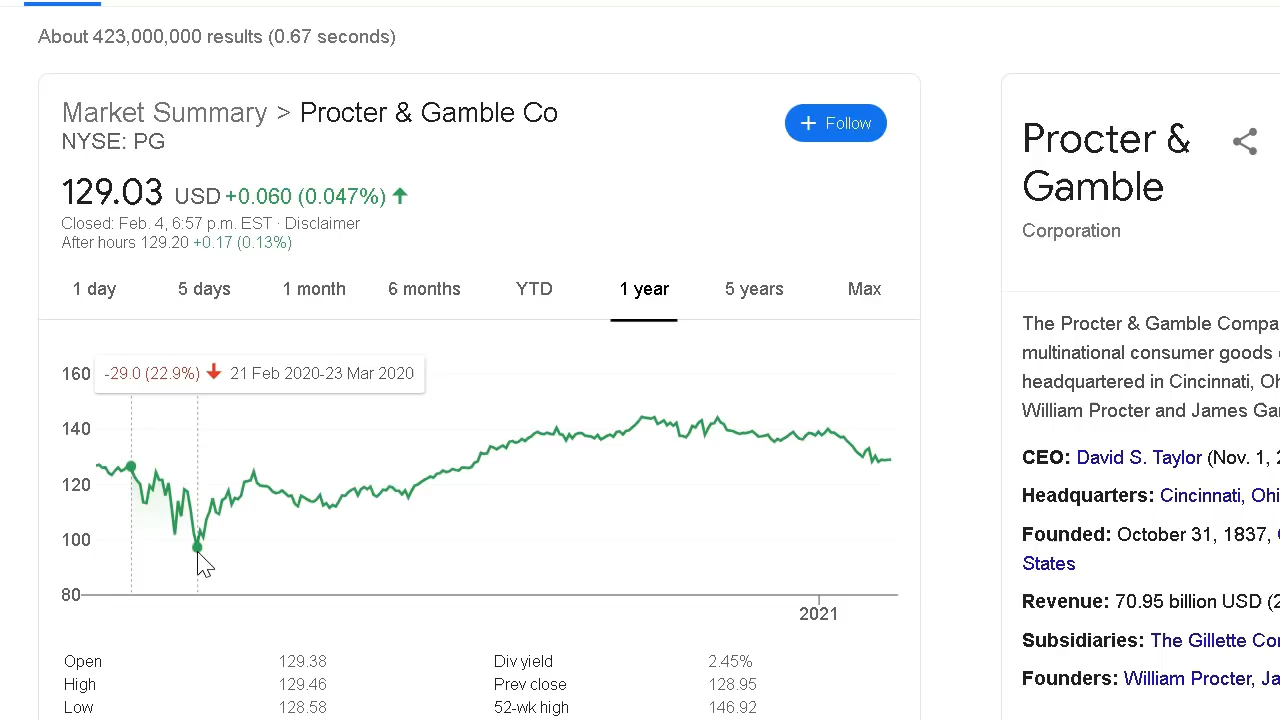 About 423,000,000 results (0.67 seconds)
Market Summary > Procter & Gamble Co
NYSE: PG
+ Follow
129.03 USD +0.060 (0.047%)
Closed: Feb. 4, 6:57 p.m. EST · Disclaimer
After hours 129.20 +0.17 (0.13%)
1 day 5 days 1 month 6 months YTD 1 year 5 years Max
-29.0 (22.9%) 21 Feb 2020-23 Mar 2020
160
140
120
100
80
2021
Open 129.38 Div yield 2.45%
High 129.46 Prev close 128.95
Low 128.58 52-wk high 146.92
Procter &
Gamble
Corporation
The Procter & Gamble Compa
multinational consumer goods
headquartered in Cincinnati, Oh
William Procter and James Ga
CEO: David S. Taylor (Nov. 1, 2
Headquarters: Cincinnati, Ohi
Founded: October 31, 1837,
States
Revenue: 70.95 billion USD (2
Subsidiaries: The Gillette Co
Founders: William Procter, Ja